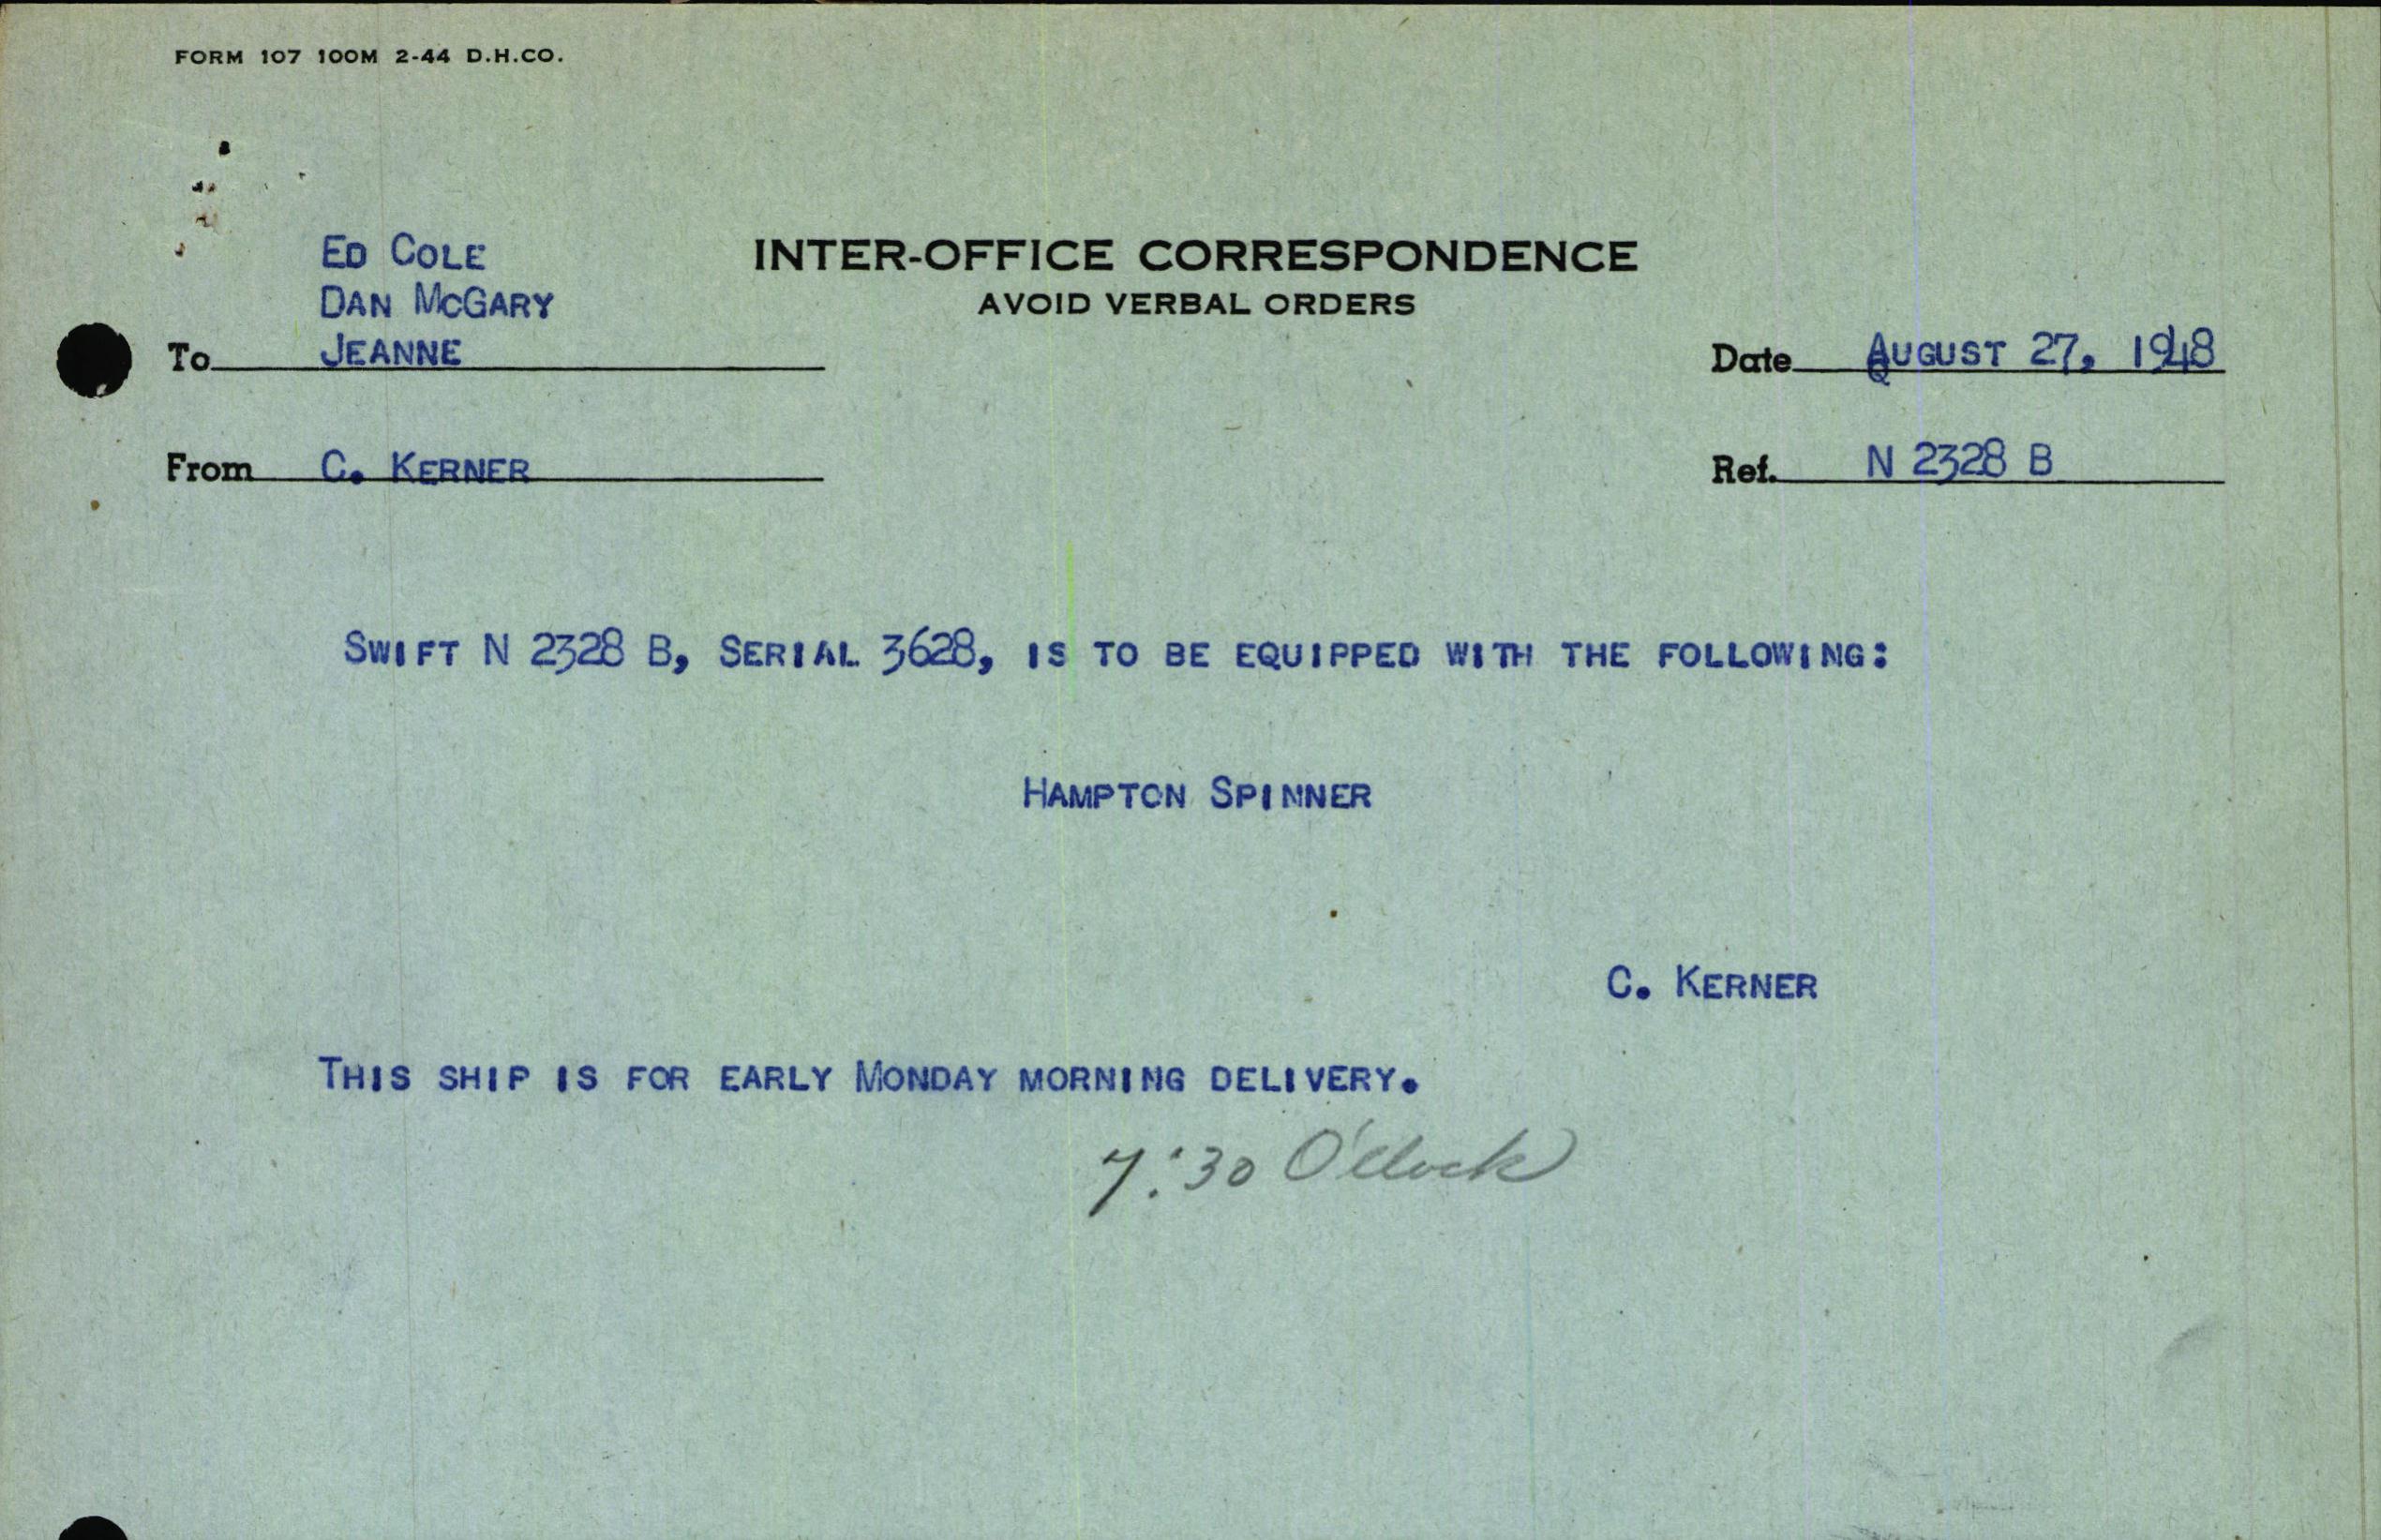 FORM 107 100M 2-44 D.H.CO.
INTER-OFFICE CORRESPONDENCE
AVOID VERBAL ORDERS
ED COLE
DAN MCGARY
To JEANNE
Date AUGUST 27, 1948
From C. KERNER
Ref. N 2328 B
SWIFT N 2328 B, SERIAL 3628, IS TO BE EQUIPPED WITH THE FOLLOWING:
HAMPTON SPINNER
C. KERNER
THIS SHIP IS FOR EARLY MONDAY MORNING DELIVERY.
7:30 O'Clock